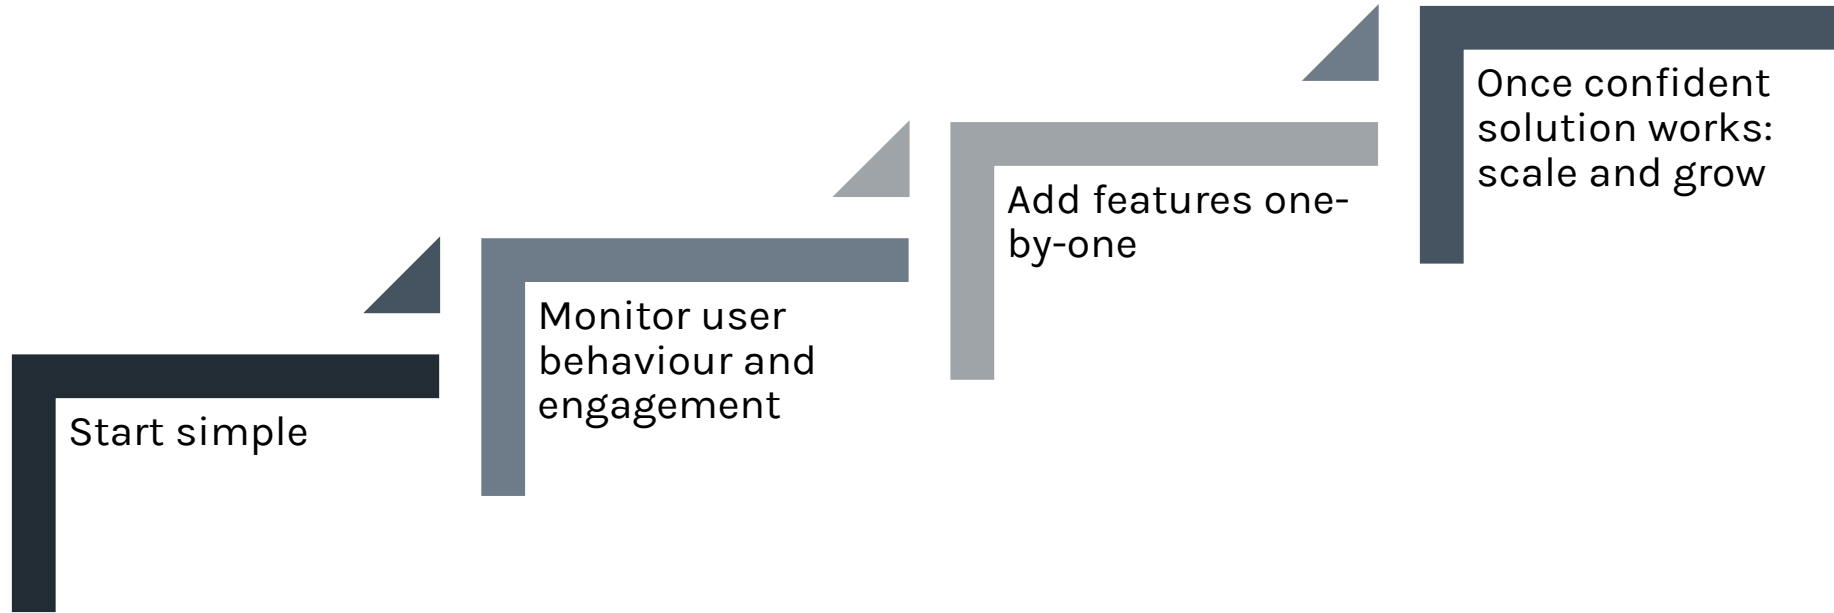 Start simple
Monitor user
behaviour and
engagement
Add features one-
by-one
Once confident
solution works:
scale and grow